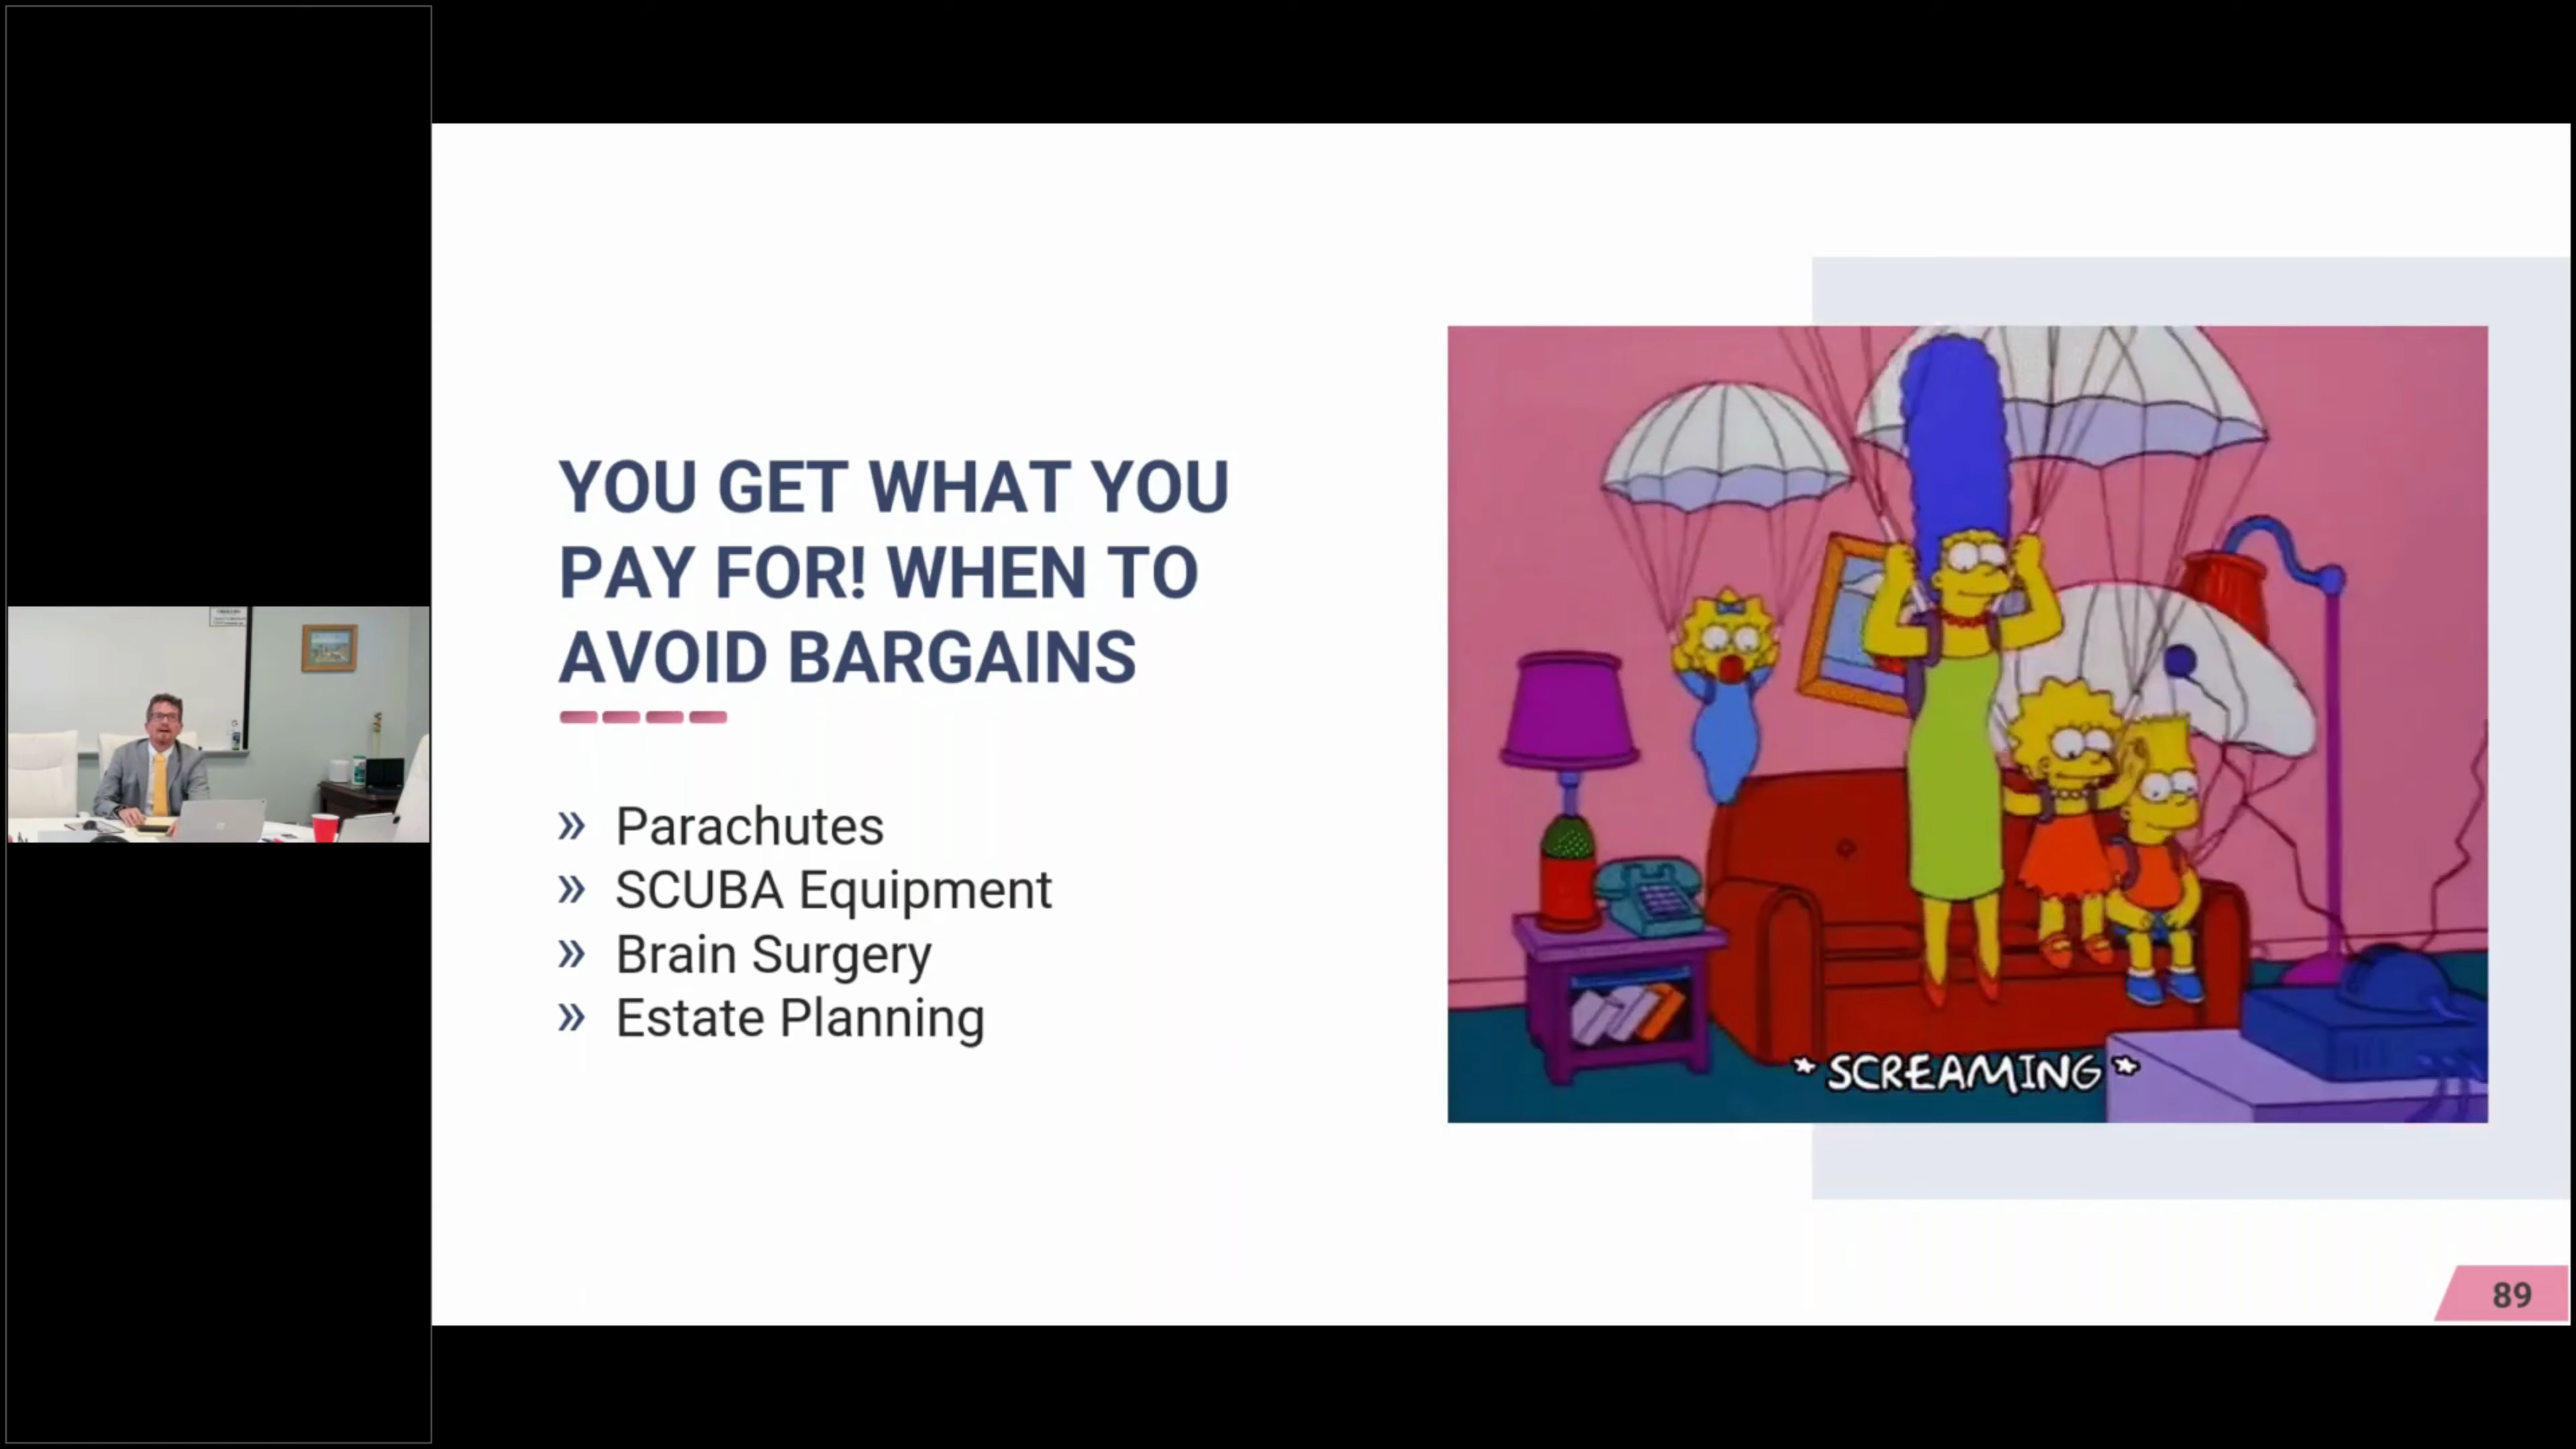 YOU GET WHAT YOU
PAY FOR! WHEN TO
AVOID BARGAINS
» Parachutes
» SCUBA Equipment
» Brain Surgery
» Estate Planning
* SCREAMING *
89